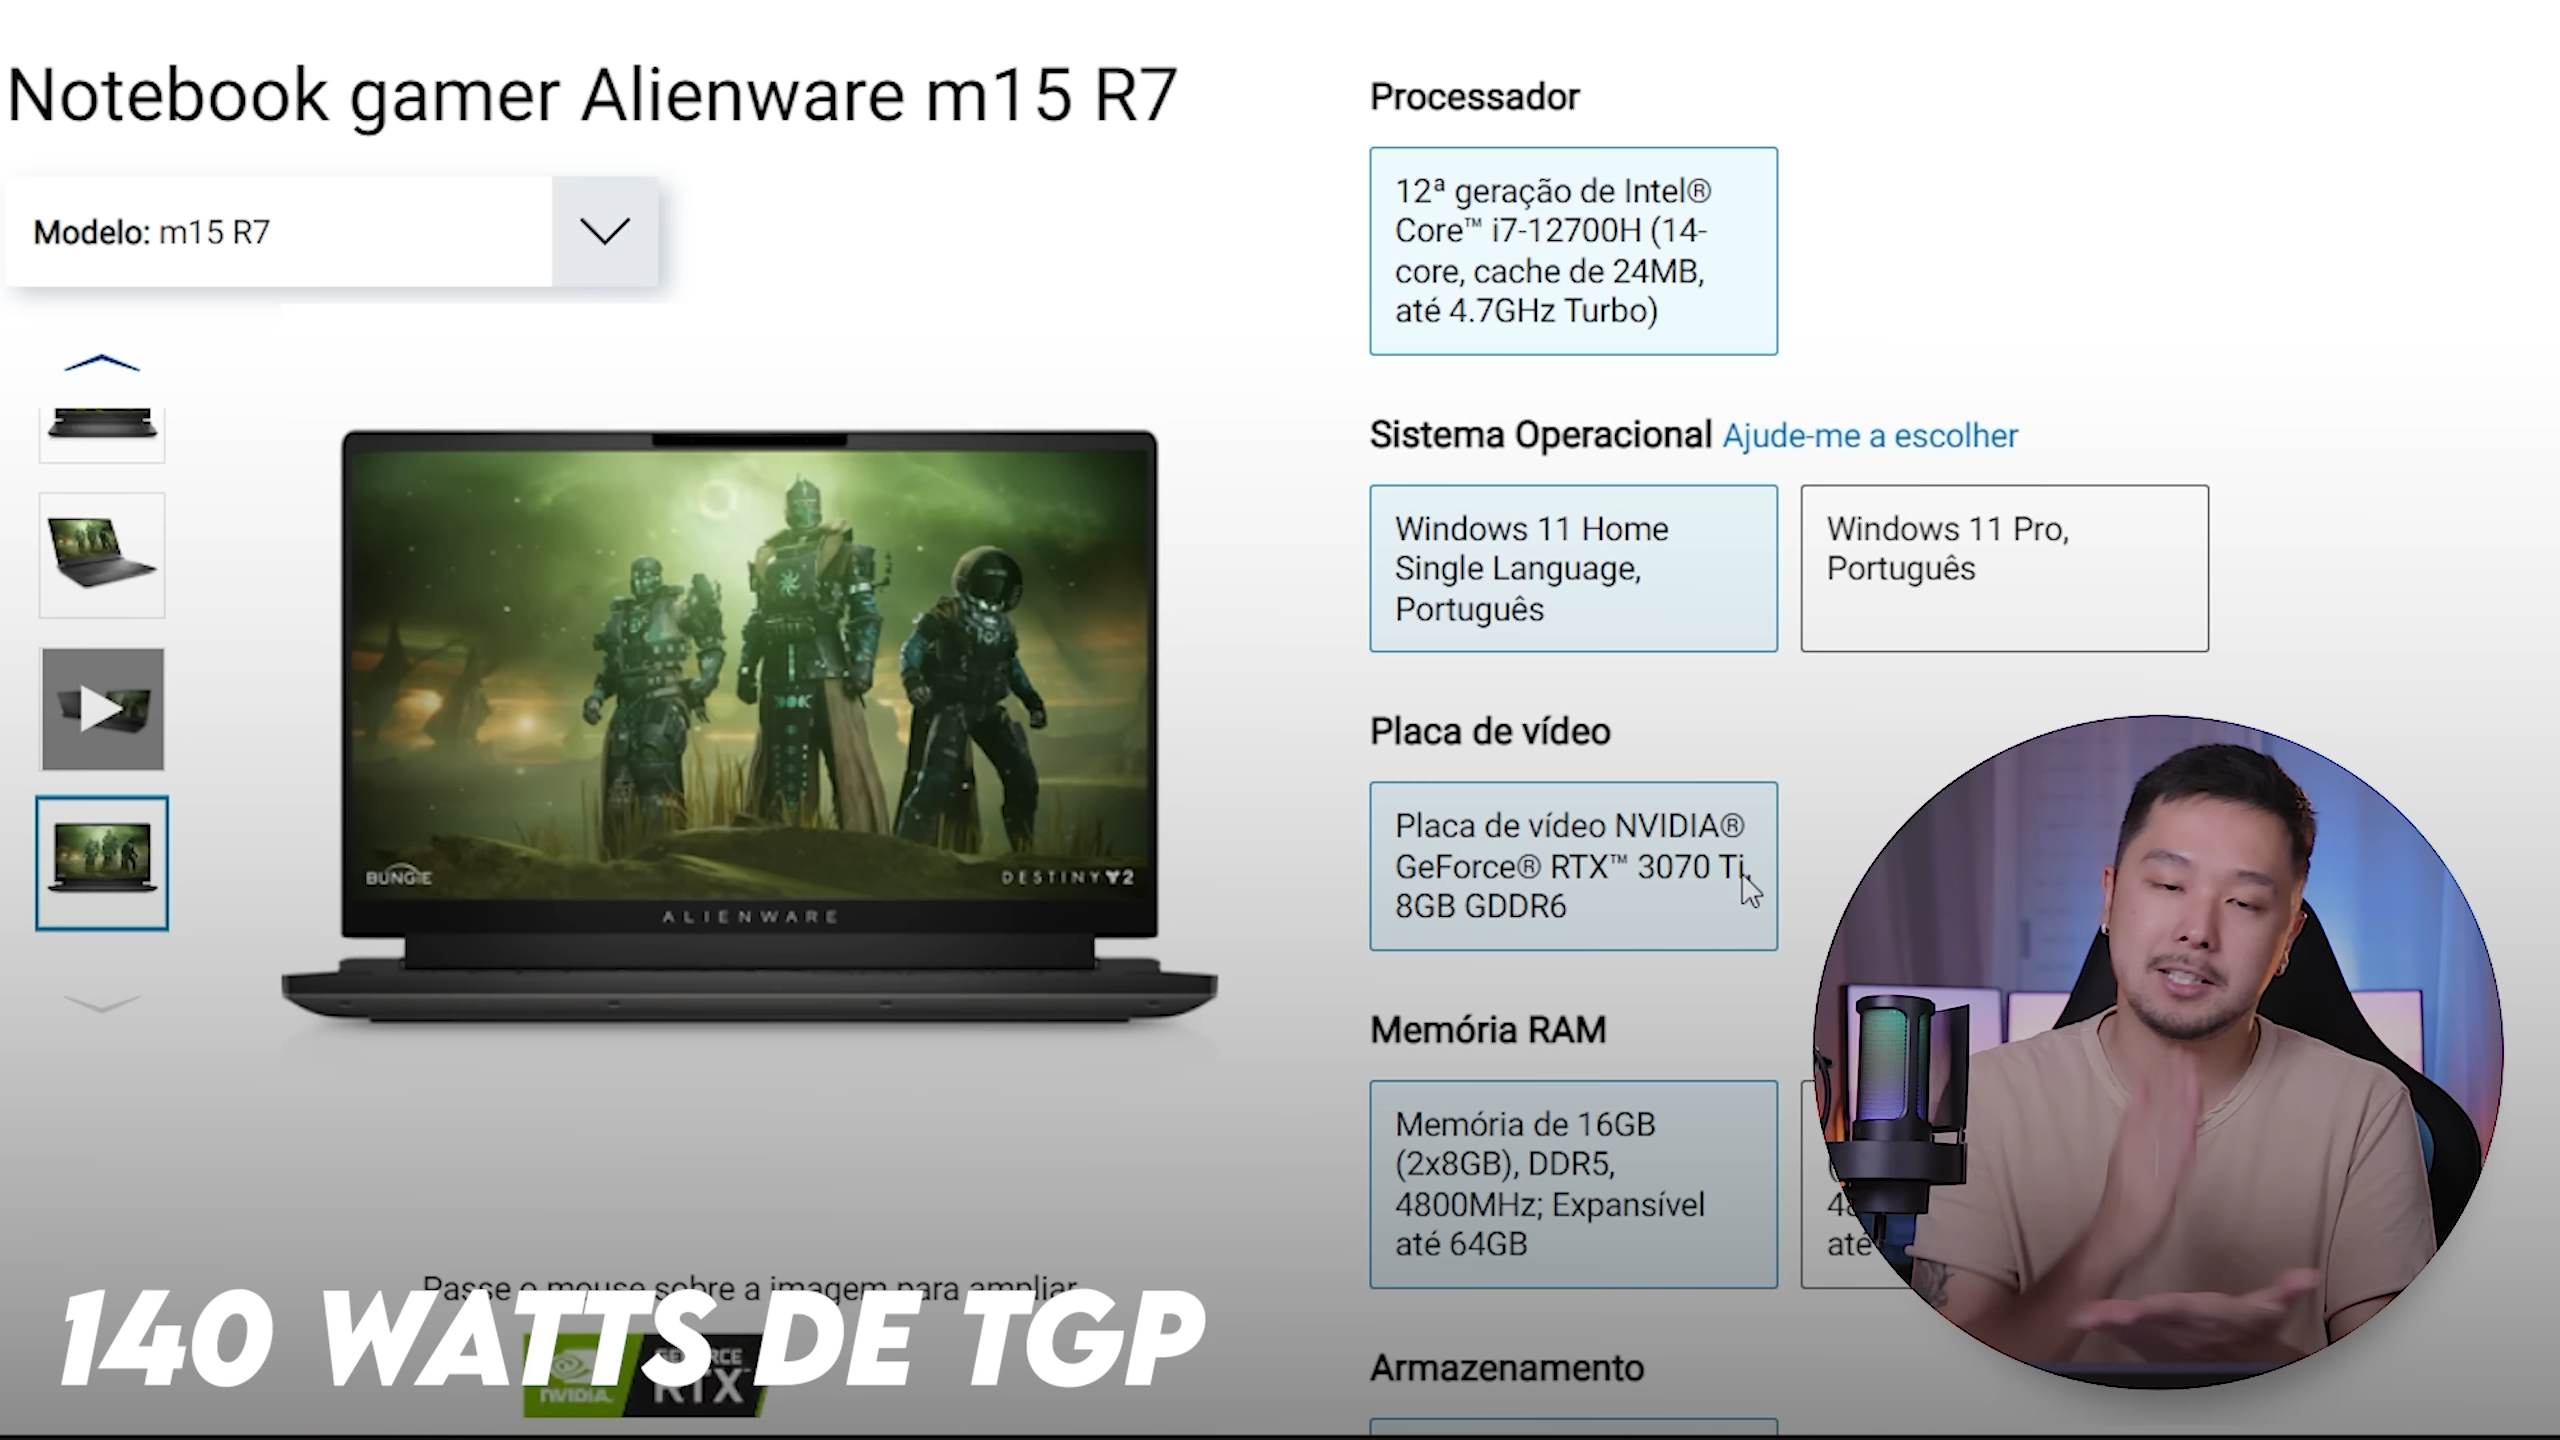 Notebook gamer Alienware m15 R7
Modelo: m15 R7
BUNGIE
DESTINY 2
ALIENWARE
Passe o mouse sobre a imagem para ampliar
140 WATTS DE TGP
NVIDIA.
GEFORCE
RTX
Processador
12ª geração de Intel®
Core™ i7-12700H (14-
core, cache de 24MB,
até 4.7GHz Turbo)
Sistema Operacional Ajude-me a escolher
Windows 11 Home
Single Language,
Português
Windows 11 Pro,
Português
Placa de vídeo
Placa de vídeo NVIDIA®
GeForce® RTX™ 3070 Ti,
8GB GDDR6
Memória RAM
Memória de 16GB
(2x8GB), DDR5,
4800MHz; Expansível
até 64GB
até
Armazenamento